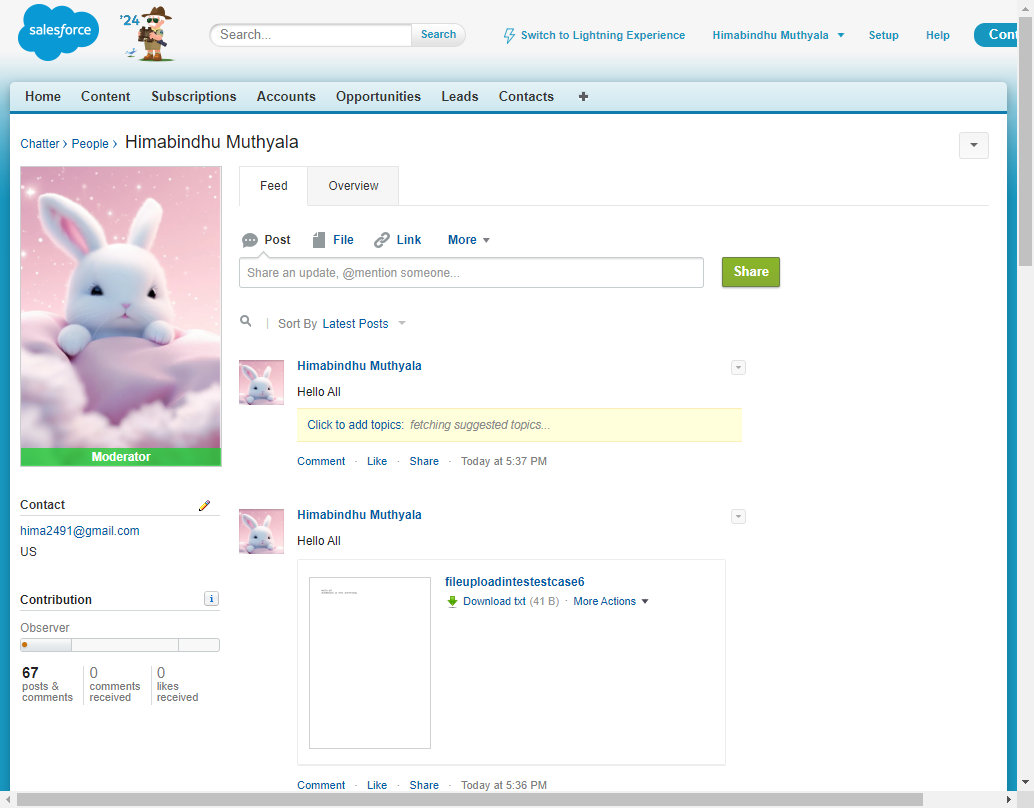 salesforce
'24
Search...
Search
Switch to Lightning Experience
Himabindhu Muthyala
Setup
Help
Home
Content
Subscriptions
Accounts
Opportunities
Leads
Contacts
Chatter › People › Himabindhu Muthyala
Feed
Overview
Post
File
Link
More
Share an update, @mention someone...
Share
Sort By Latest Posts
Moderator
Contact
hima2491@gmail.com
US
Contribution
Observer
67
posts &
comments
0
comments
received
0
likes
received
Himabindhu Muthyala
Hello All
Click to add topics: fetching suggested topics...
Comment · Like · Share · Today at 5:37 PM
Himabindhu Muthyala
Hello All
fileuploadintestestcase6
Download txt (41 B) · More Actions
Comment · Like · Share · Today at 5:36 PM